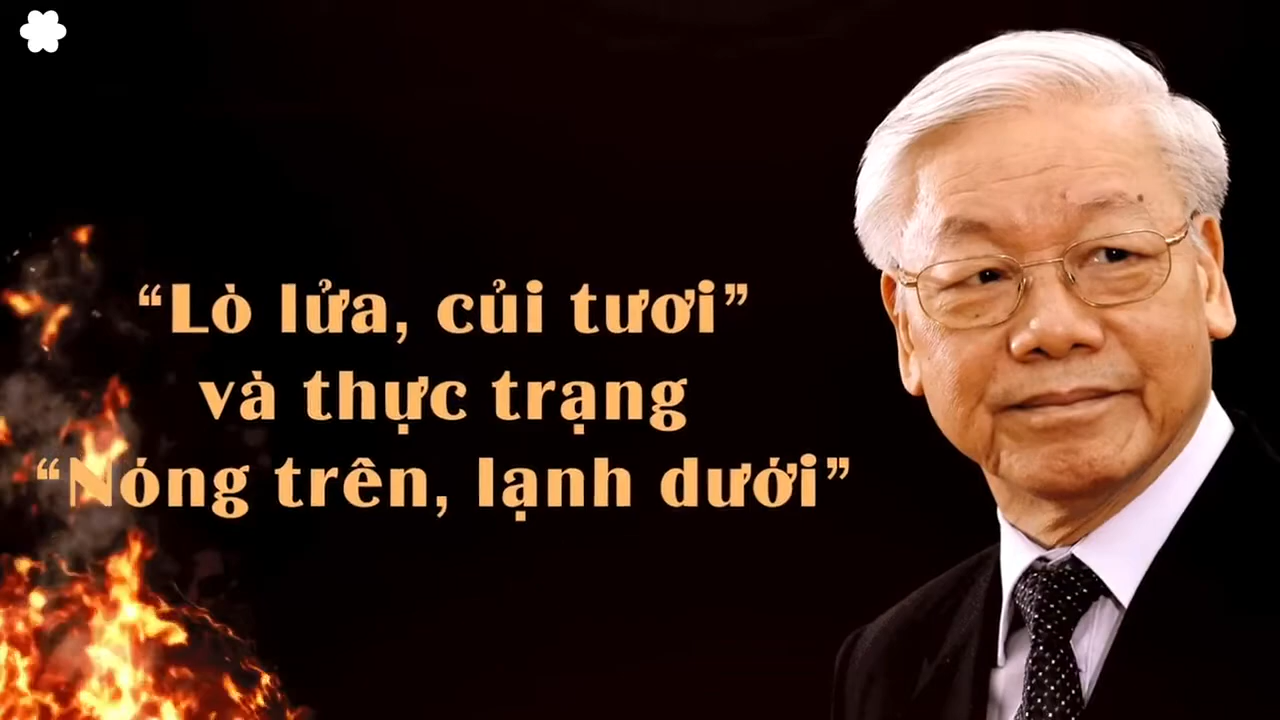 “Lò lửa, củi tươi”
và thực trạng
“Nóng trên, lạnh dưới”